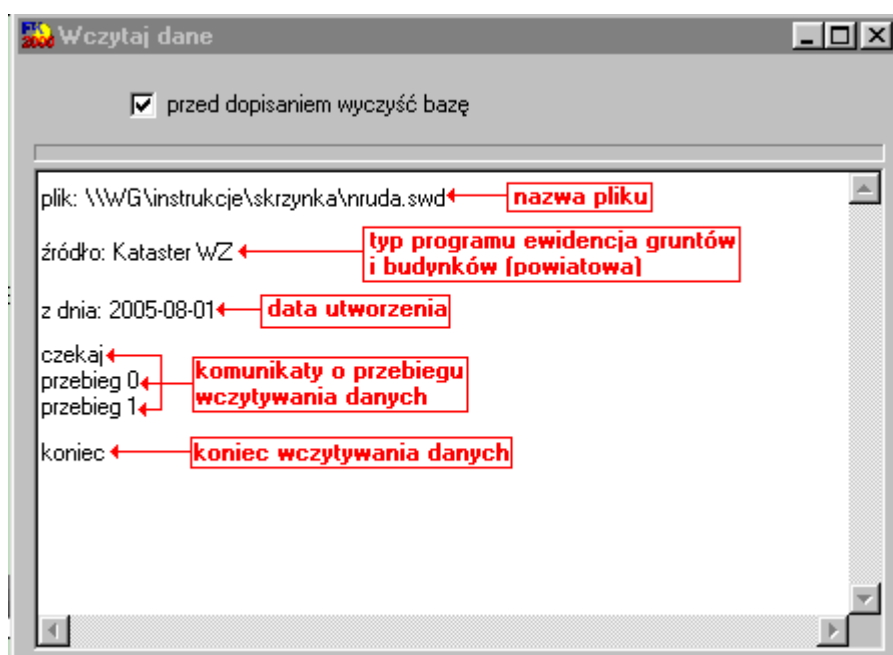 FK 2000 Wczytaj dane
przed dopisaniem wyczyść bazę
plik: \\WG\instrukcje\skrzynka\nruda.swd nazwa pliku
źródło: Kataster WZ typ programu ewidencja gruntów
i budynków (powiatowa)
z dnia: 2005-08-01 data utworzenia
czekaj
przebieg 0 komunikaty o przebiegu
przebieg 1 wczytywania danych
koniec koniec wczytywania danych